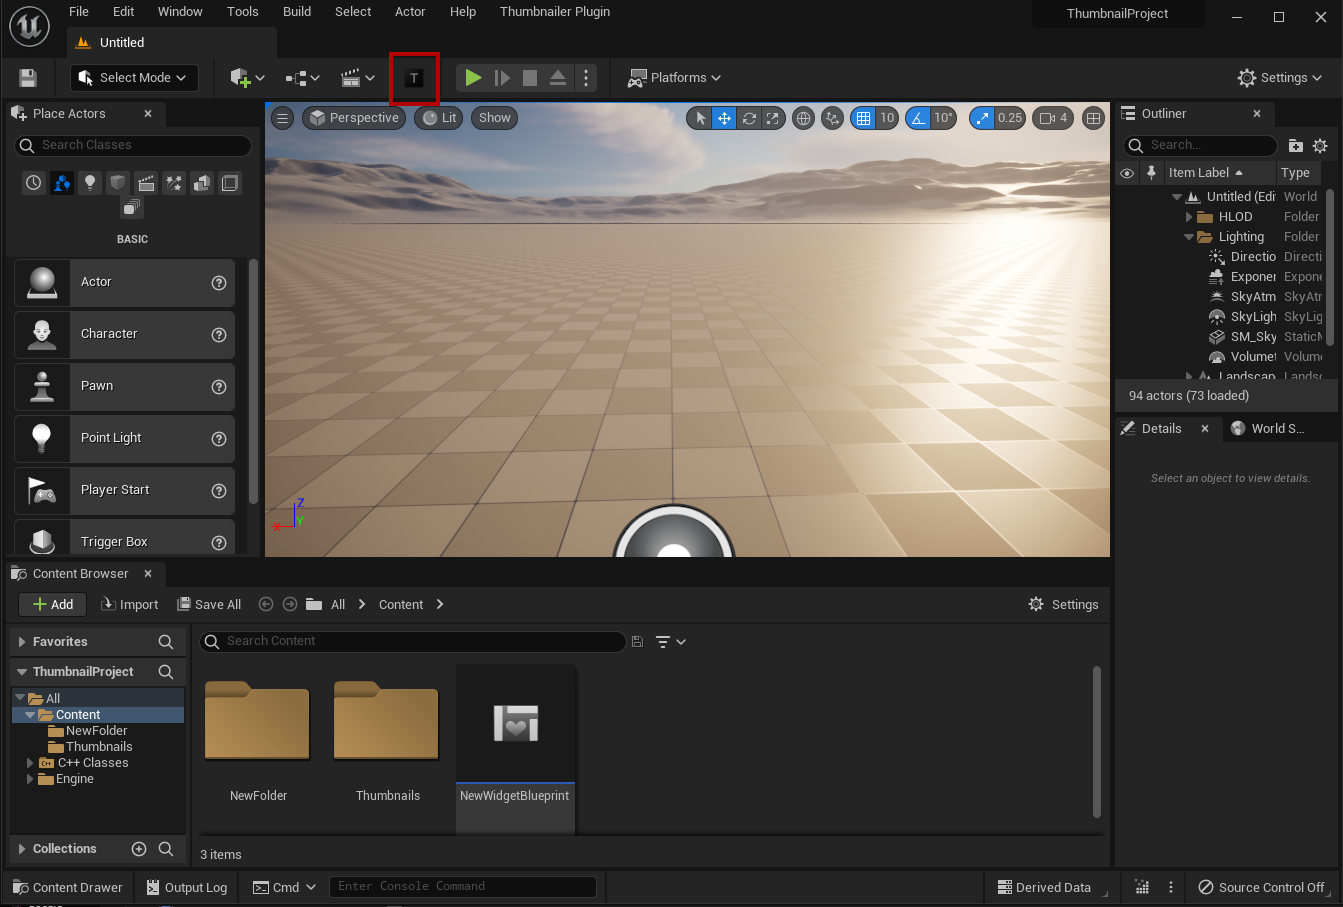 File Edit Window Tools Build Select Actor Help Thumbnailer Plugin
ThumbnailProject
Untitled
Select Mode
T
Platforms
Settings
Place Actors
Search Classes
BASIC
Actor
Character
Pawn
Point Light
Player Start
Trigger Box
Perspective
Lit
Show
10
10°
0.25
4
Z
X
Y
Outliner
Search...
Item Label Type
Untitled (Edi World
HLOD Folder
Lighting Folder
Directio Directi
Exponen Expone
SkyAtm SkyAtm
SkyLigh SkyLig
SM_Sky StaticM
Volumet Volume
Landscap Landsc
94 actors (73 loaded)
Details
World S...
Select an object to view details.
Content Browser
Add
Import
Save All
All
Content
Settings
Favorites
ThumbnailProject
All
Content
NewFolder
Thumbnails
C++ Classes
Engine
Collections
Search Content
NewFolder
Thumbnails
NewWidgetBlueprint
3 items
Content Drawer
Output Log
Cmd
Enter Console Command
Derived Data
Source Control Off